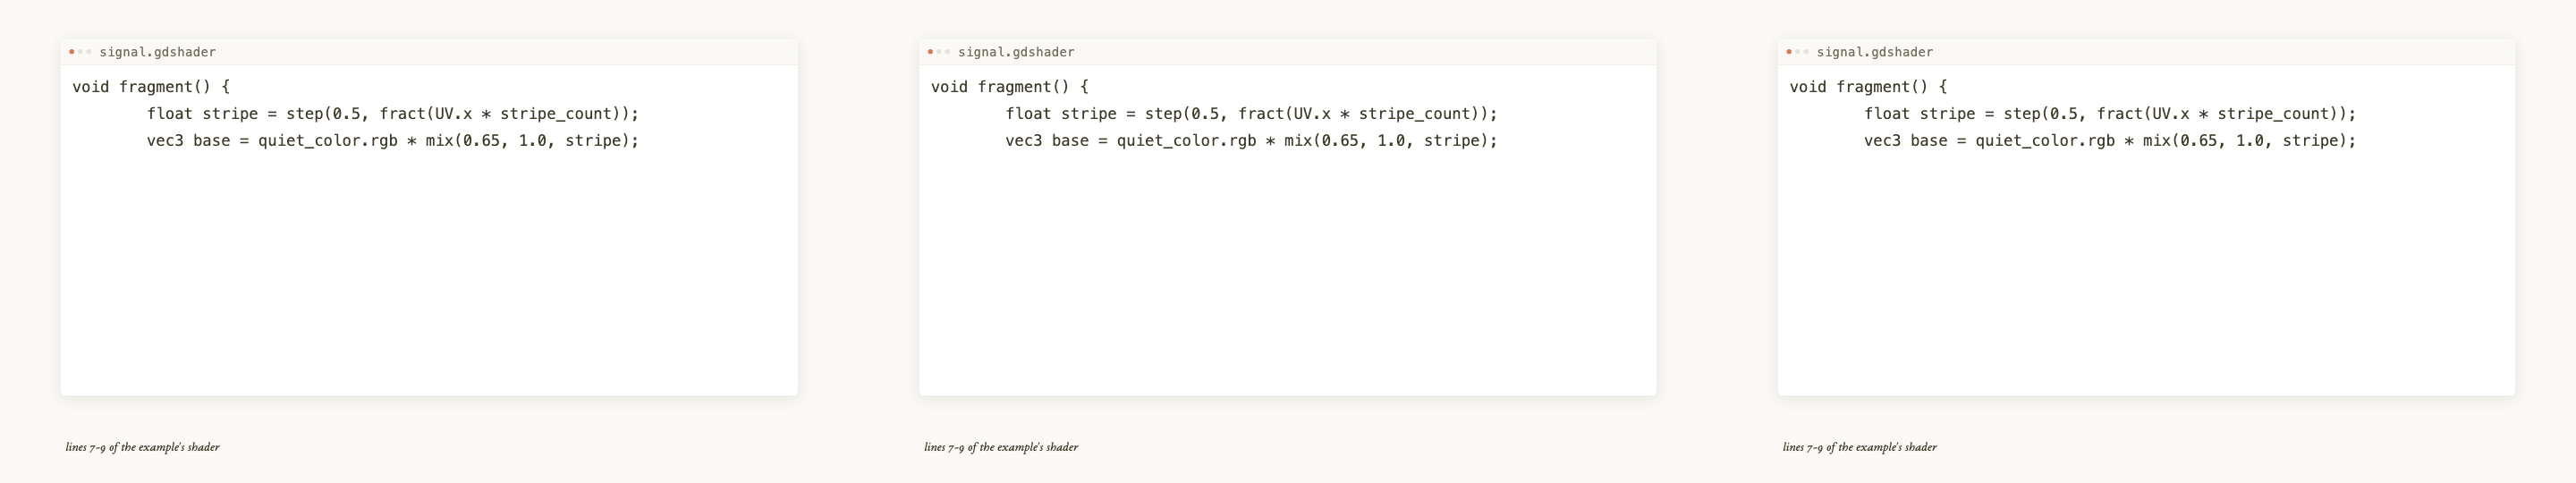 signal.gdshader
void fragment() {
        float stripe = step(0.5, fract(UV.x * stripe_count));
        vec3 base = quiet_color.rgb * mix(0.65, 1.0, stripe);
lines 7-9 of the example's shader
signal.gdshader
void fragment() {
        float stripe = step(0.5, fract(UV.x * stripe_count));
        vec3 base = quiet_color.rgb * mix(0.65, 1.0, stripe);
lines 7-9 of the example's shader
signal.gdshader
void fragment() {
        float stripe = step(0.5, fract(UV.x * stripe_count));
        vec3 base = quiet_color.rgb * mix(0.65, 1.0, stripe);
lines 7-9 of the example's shader